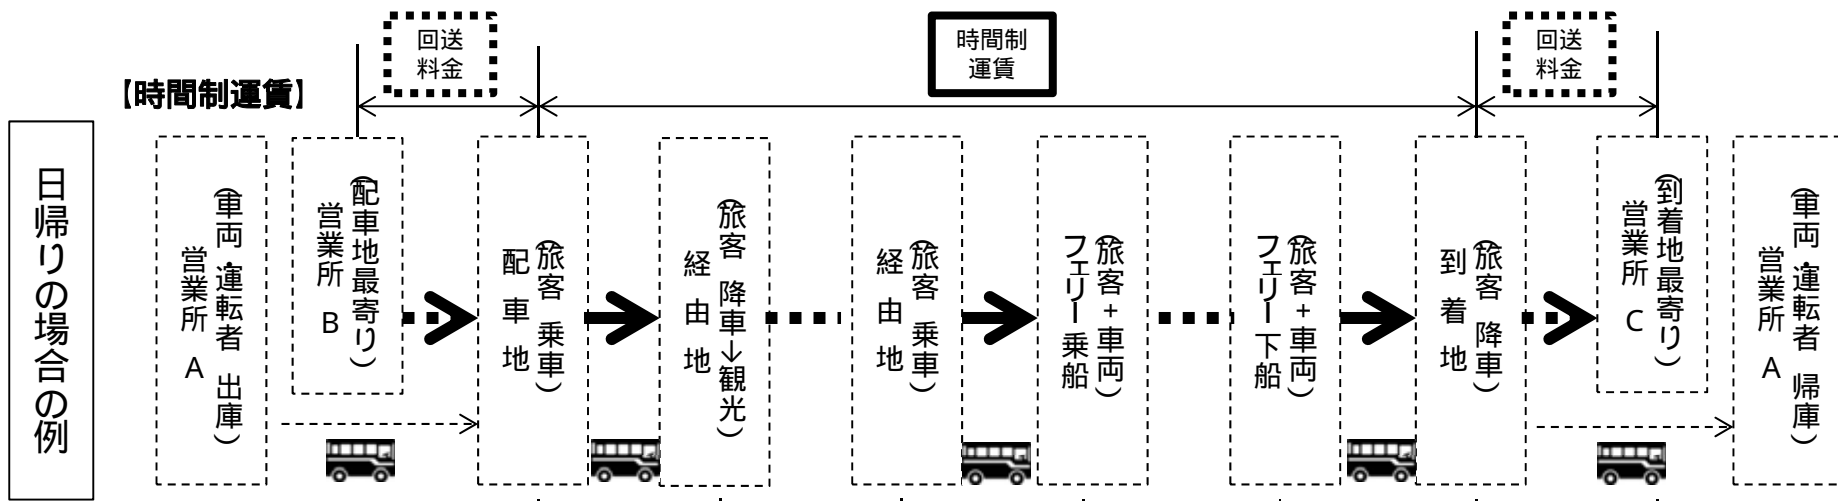 回送
料金
時間制
運賃
回送
料金
【時間制運賃】
日帰りの場合の例
(車両・運転者 出庫)
営業所 A
(配車地最寄り)
営業所 B
(旅客 乗車)
配車地
(旅客 降車→観光)
経由地
(旅客 乗車)
経由地
(旅客+車両)
フェリー乗船
(旅客+車両)
フェリー下船
(旅客 降車)
到着地
(到着地最寄り)
営業所 C
(車両・運転者 帰庫)
営業所 A